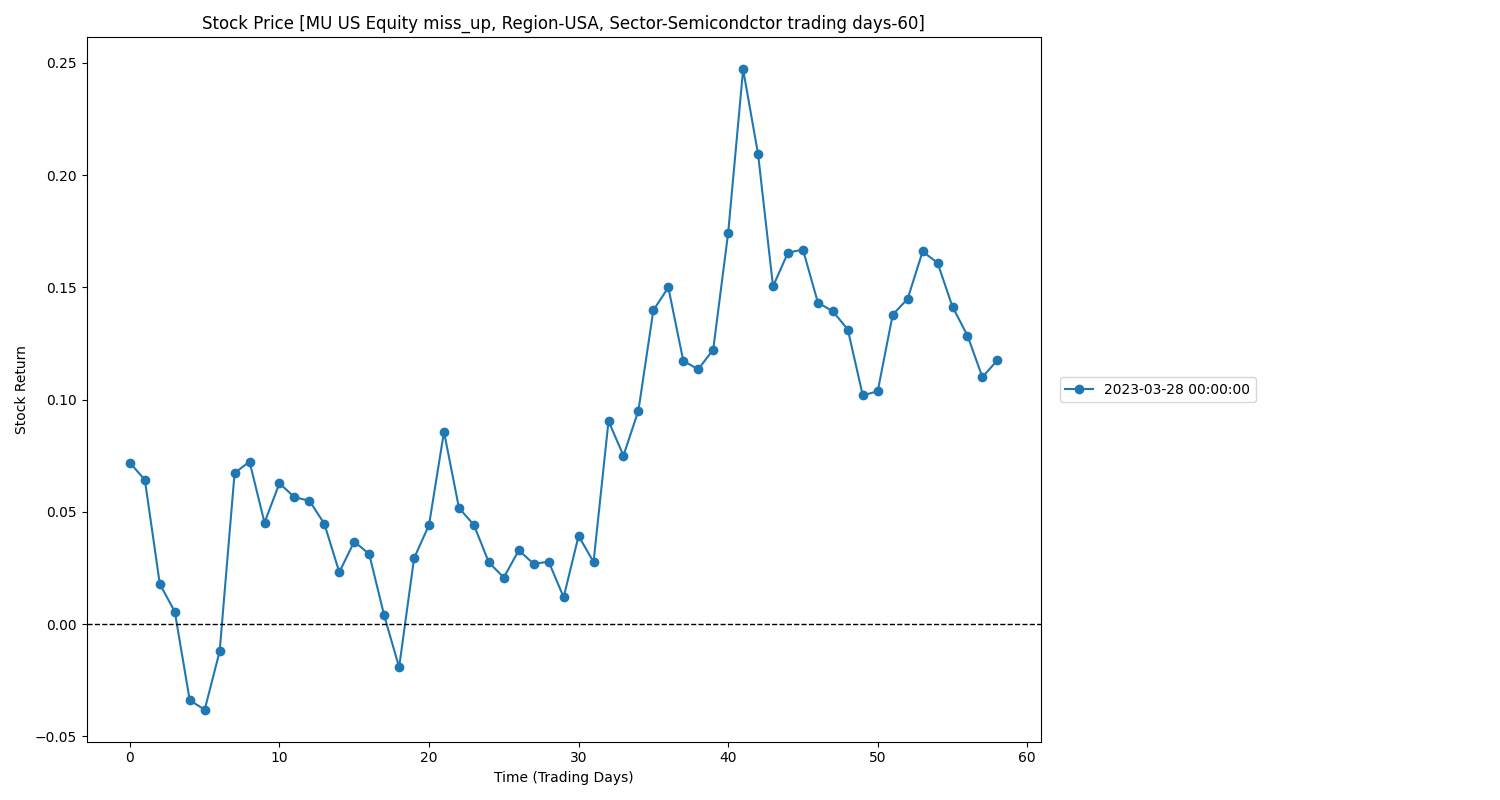 Stock Price [MU US Equity miss_up, Region-USA, Sector-Semicondctor trading days-60]
0.25
0.20
0.15
0.10
0.05
0.00
−0.05
Stock Return
0 10 20 30 40 50 60
Time (Trading Days)
2023-03-28 00:00:00